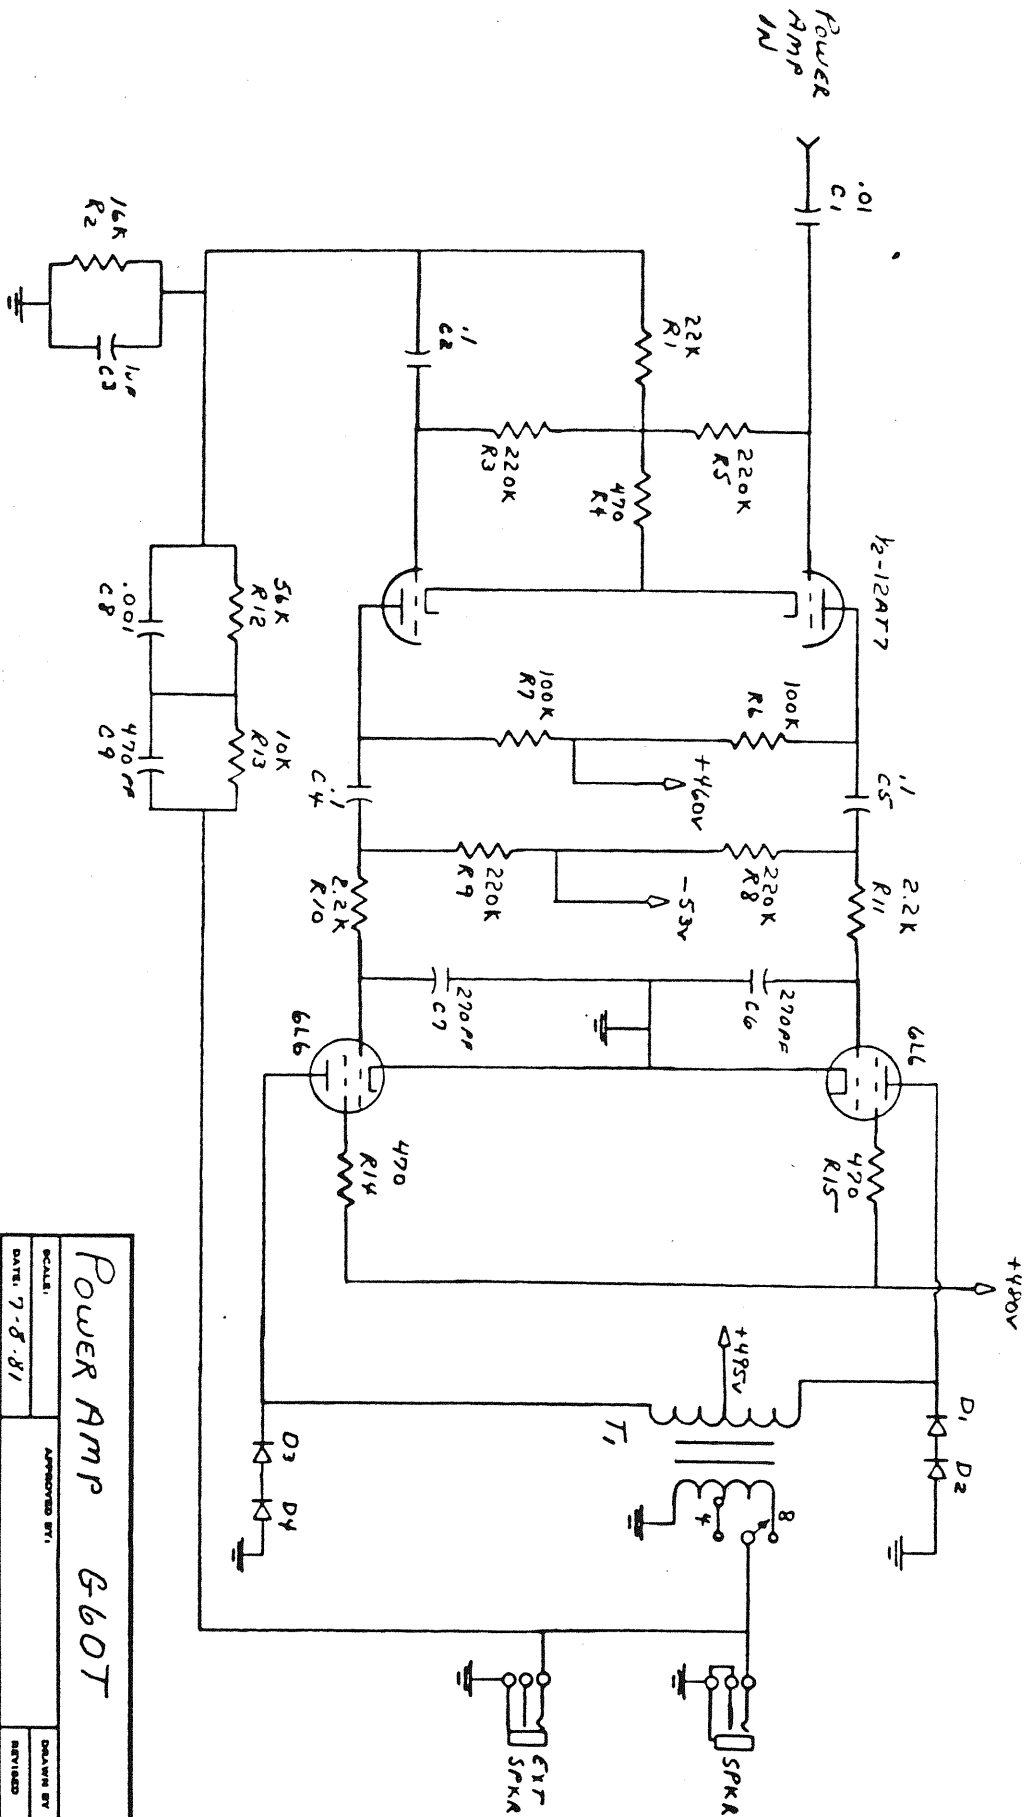 POWER
AMP
IN
.01
C1
16K
R2
1UF
C3
.1
C2
22K
R1
220K
R3
220K
R5
470
R4
1/2-12AT7
56K
R12
.001
C8
10K
R13
470PF
C9
100K
R7
100K
R6
+460V
.1
C4
.1
C5
220K
R9
220K
R8
-53V
2.2K
R10
2.2K
R11
270PF
C7
270PF
C6
6L6
6L6
470
R14
470
R15
+480V
+485V
T1
D1
D2
D3
D4
8
4
SPKR
EXT
SPKR
POWER AMP G60T
SCALE:
APPROVED BY:
DRAWN BY
DATE: 7-8-81
REVISED